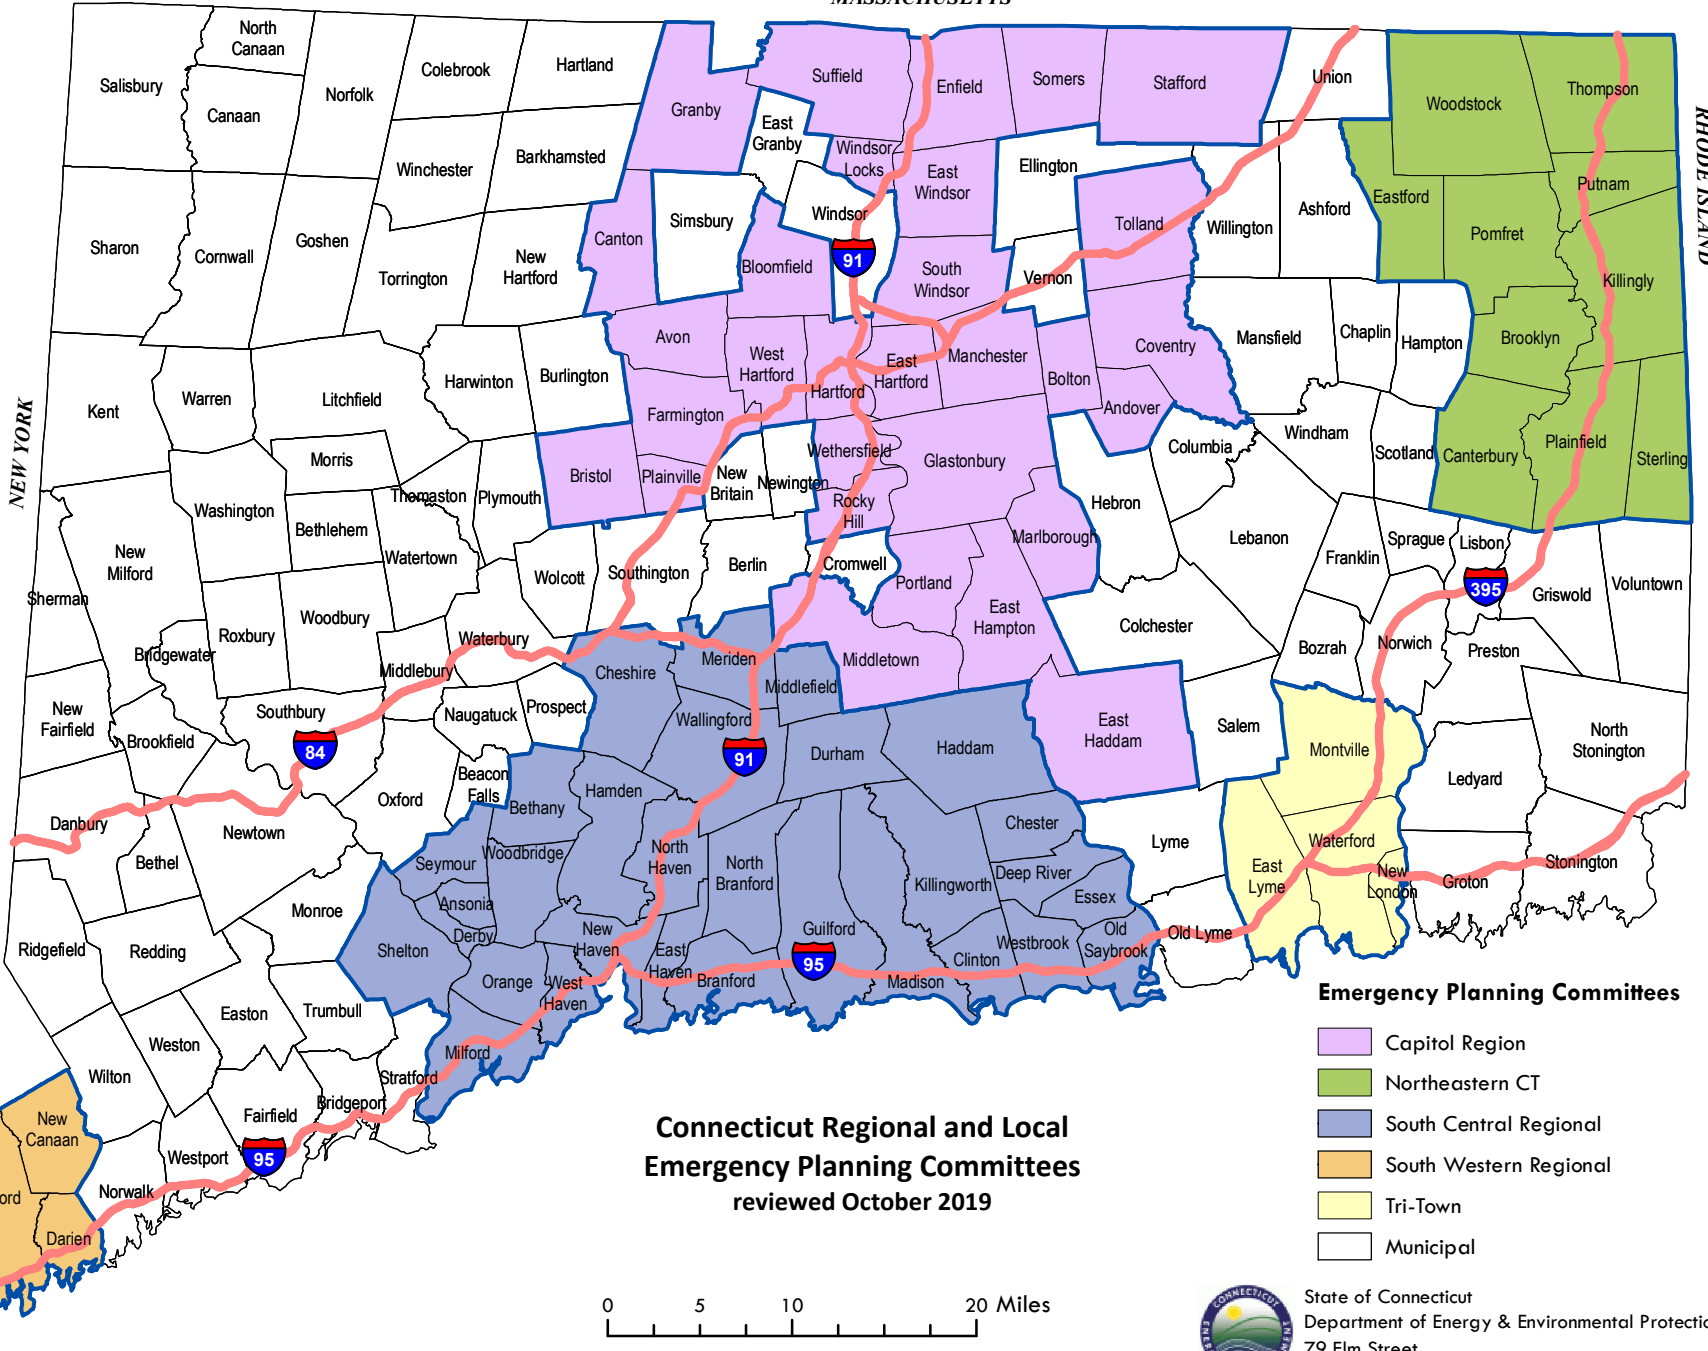 MASSACHUSETTS
NEW YORK
RHODE ISLAND
Salisbury
North
Canaan
Canaan
Norfolk
Colebrook
Hartland
Granby
Suffield
Enfield
Somers
Stafford
Union
Woodstock
Thompson
East
Granby
Windsor
Locks
East
Windsor
Ellington
Winchester
Barkhamsted
Eastford
Putnam
Sharon
Cornwall
Goshen
Torrington
New
Hartford
Canton
Simsbury
Windsor
91
Bloomfield
South
Windsor
Vernon
Tolland
Willington
Ashford
Pomfret
Killingly
Kent
Warren
Litchfield
Harwinton
Burlington
Avon
West
Hartford
Hartford
East
Hartford
Manchester
Bolton
Coventry
Andover
Mansfield
Chaplin
Hampton
Brooklyn
Morris
Thomaston
Plymouth
Bristol
Farmington
Plainville
New
Britain
Newington
Wethersfield
Rocky
Hill
Glastonbury
Marlborough
Hebron
Columbia
Windham
Scotland
Canterbury
Plainfield
Sterling
Washington
Bethlehem
Watertown
Wolcott
Southington
Berlin
Cromwell
Portland
East
Hampton
Colchester
Lebanon
Franklin
Sprague
Lisbon
395
Griswold
Voluntown
New
Milford
Sherman
Roxbury
Woodbury
Bridgewater
Middlebury
Waterbury
Cheshire
Meriden
Middlefield
Middletown
Bozrah
Norwich
Preston
New
Fairfield
Brookfield
Southbury
84
Naugatuck
Prospect
Wallingford
91
Durham
Haddam
East
Haddam
Salem
Montville
Ledyard
North
Stonington
Danbury
Bethel
Newtown
Oxford
Beacon
Falls
Bethany
Hamden
Seymour
Woodbridge
North
Haven
North
Branford
Killingworth
Chester
Deep River
Essex
Lyme
East
Lyme
Waterford
New
London
Groton
Stonington
Ridgefield
Redding
Monroe
Ansonia
Derby
Shelton
Orange
New
Haven
West
Haven
East
Haven
Branford
Guilford
95
Madison
Clinton
Westbrook
Old
Saybrook
Old Lyme
Easton
Trumbull
Weston
Wilton
Milford
Stratford
Bridgeport
Fairfield
95
Westport
Norwalk
New
Canaan
ord
Darien
Connecticut Regional and Local
Emergency Planning Committees
reviewed October 2019
Emergency Planning Committees
Capitol Region
Northeastern CT
South Central Regional
South Western Regional
Tri-Town
Municipal
0 5 10 20 Miles
CONNECTICUT
State of Connecticut
Department of Energy & Environmental Protectio
79 Elm Street